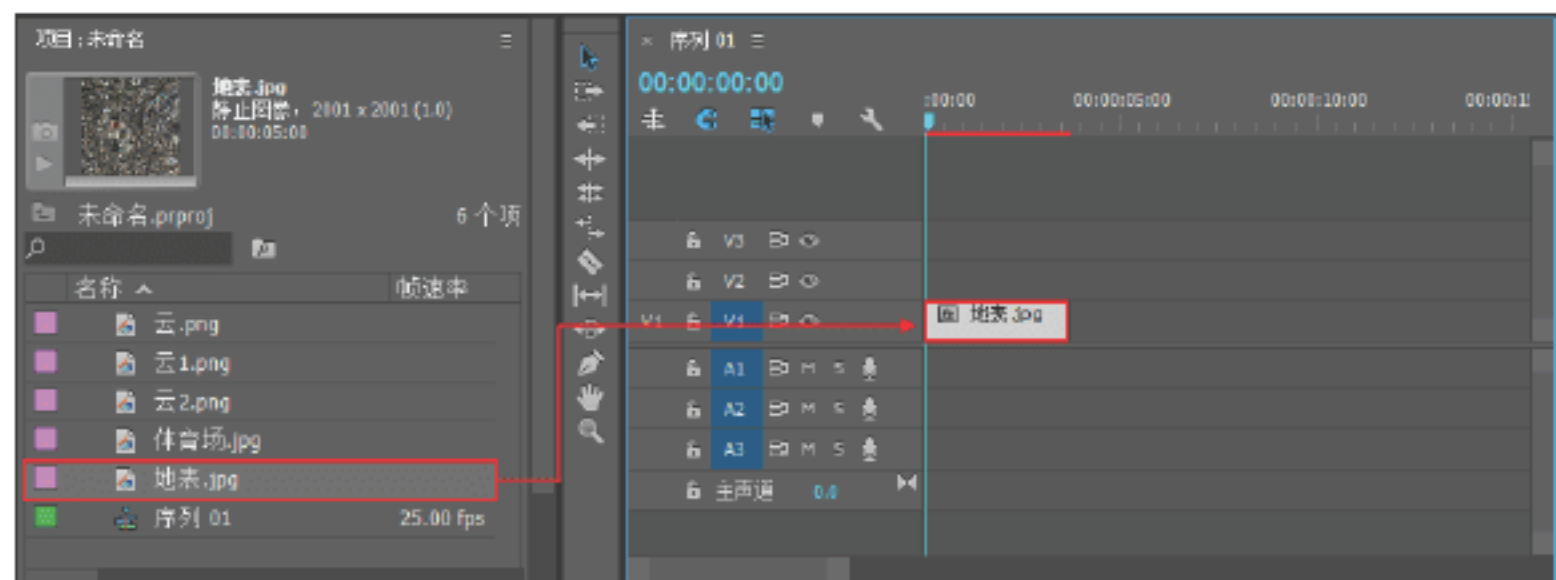 项目:未命名
地表.jpg
静止图像, 2001 x 2001 (1.0)
00:00:05:00
未命名.prproj 6 个项
名称 帧速率
云.png
云1.png
云2.png
体育场.jpg
地表.jpg
序列 01 25.00 fps
× 序列 01
00:00:00:00
:00:00 00:00:05:00 00:00:10:00 00:00:1
V3
V2
V1 V1 地表.jpg
A1 M S
A2 M S
A3 M S
主声道 0.0